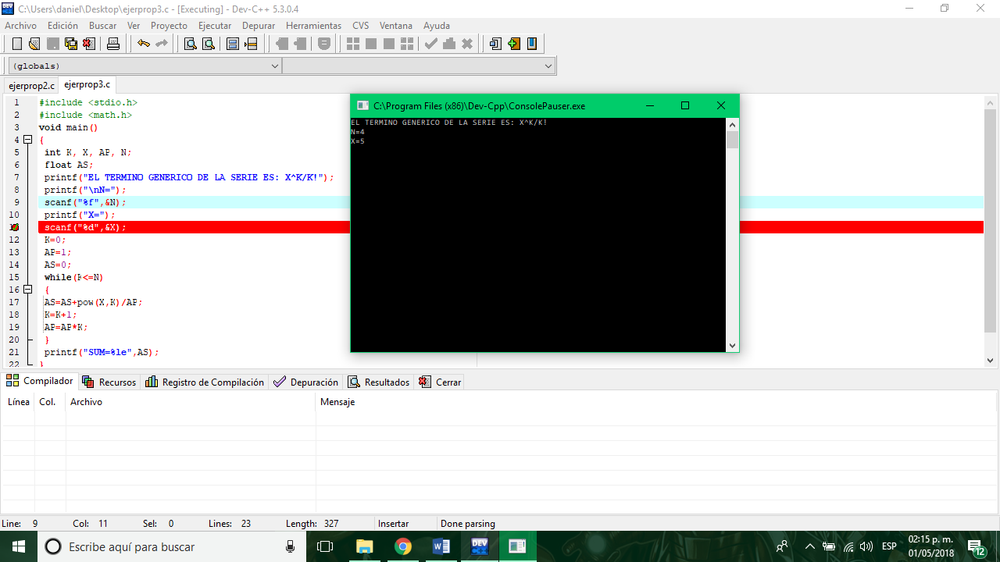 C:\Users\daniel\Desktop\ejerprop3.c - [Executing] - Dev-C++ 5.3.0.4
Archivo Edición Buscar Ver Proyecto Ejecutar Depurar Herramientas CVS Ventana Ayuda
(globals)
ejerprop2.c ejerprop3.c
1 #include <stdio.h>
2 #include <math.h>
3 void main()
4 {
5 int K, X, AP, N;
6 float AS;
7 printf("EL TERMINO GENERICO DE LA SERIE ES: X^K/K!");
8 printf("\nN=");
9 scanf("%f",&N);
10 printf("X=");
scanf("%d",&X);
12 K=0;
13 AP=1;
14 AS=0;
15 while(K<=N)
16 {
17 AS=AS+pow(X,K)/AP;
18 K=K+1;
19 AP=AP*K;
20 }
21 printf("SUM=%le",AS);
22 }
C:\Program Files (x86)\Dev-Cpp\ConsolePauser.exe
EL TERMINO GENERICO DE LA SERIE ES: X^K/K!
N=4
X=5
Compilador Recursos Registro de Compilación Depuración Resultados Cerrar
Línea Col. Archivo Mensaje
Line: 9 Col: 11 Sel: 0 Lines: 23 Length: 327 Insertar Done parsing
Escribe aquí para buscar
DEV
ESP
02:15 p. m.
01/05/2018
12